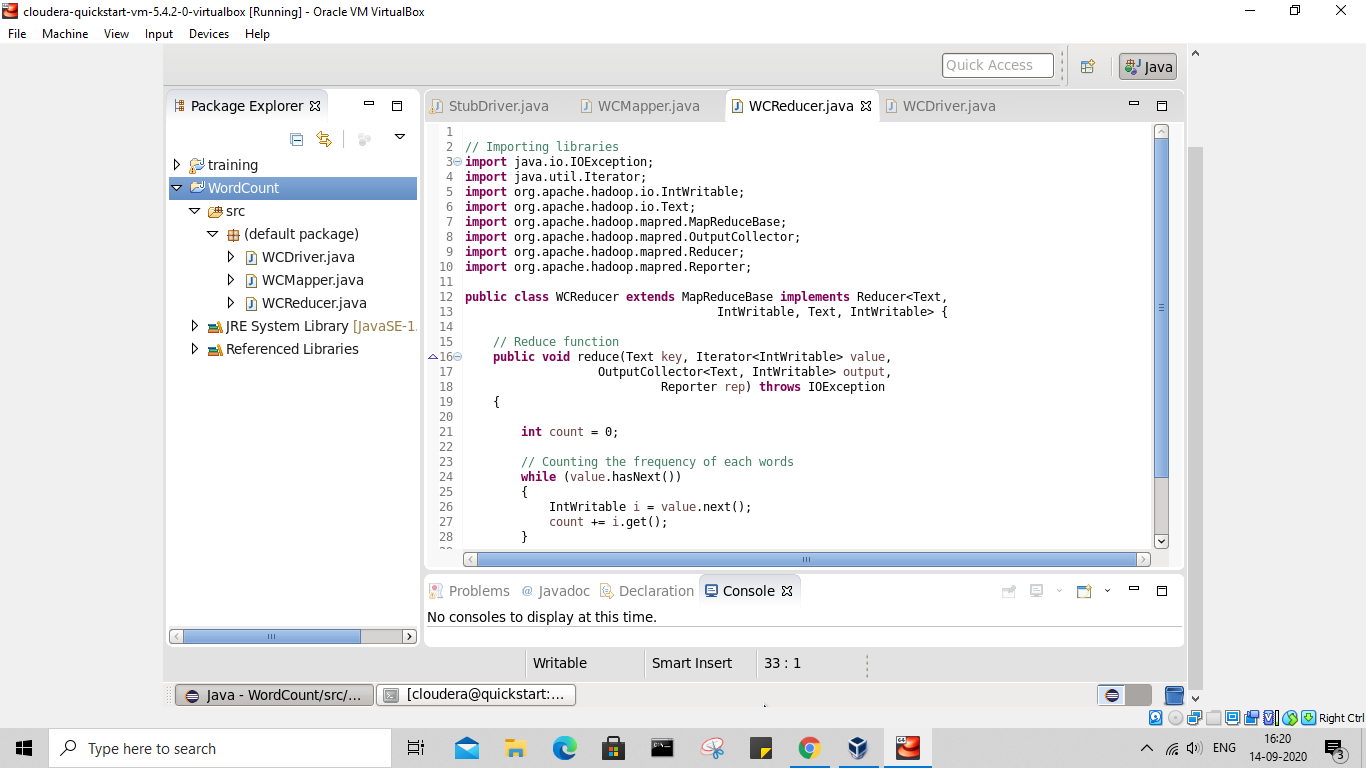 cloudera-quickstart-vm-5.4.2-0-virtualbox [Running] - Oracle VM VirtualBox
File Machine View Input Devices Help
Quick Access
Java
Package Explorer
training
WordCount
src
(default package)
WCDriver.java
WCMapper.java
WCReducer.java
JRE System Library [JavaSE-1.
Referenced Libraries
StubDriver.java WCMapper.java WCReducer.java WCDriver.java
1
2 // Importing libraries
3 import java.io.IOException;
4 import java.util.Iterator;
5 import org.apache.hadoop.io.IntWritable;
6 import org.apache.hadoop.io.Text;
7 import org.apache.hadoop.mapred.MapReduceBase;
8 import org.apache.hadoop.mapred.OutputCollector;
9 import org.apache.hadoop.mapred.Reducer;
10 import org.apache.hadoop.mapred.Reporter;
11
12 public class WCReducer extends MapReduceBase implements Reducer<Text,
13 IntWritable, Text, IntWritable> {
14
15 // Reduce function
16 public void reduce(Text key, Iterator<IntWritable> value,
17 OutputCollector<Text, IntWritable> output,
18 Reporter rep) throws IOException
19 {
20
21 int count = 0;
22
23 // Counting the frequency of each words
24 while (value.hasNext())
25 {
26 IntWritable i = value.next();
27 count += i.get();
28 }
Problems @ Javadoc Declaration Console
No consoles to display at this time.
Writable Smart Insert 33 : 1
Java - WordCount/src/... [cloudera@quickstart:...
Right Ctrl
Type here to search
ENG
16:20
14-09-2020
3